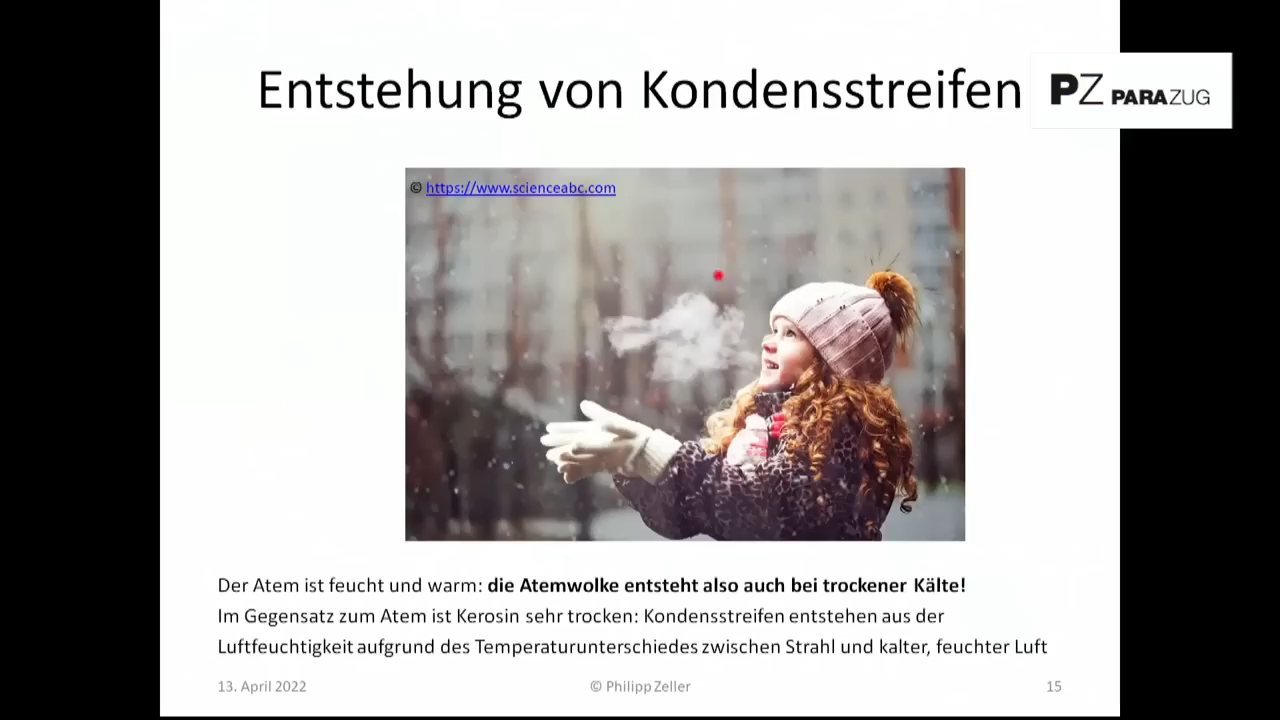 Entstehung von Kondensstreifen
PZ PARAZUG
© https://www.scienceabc.com
Der Atem ist feucht und warm: die Atemwolke entsteht also auch bei trockener Kälte!
Im Gegensatz zum Atem ist Kerosin sehr trocken: Kondensstreifen entstehen aus der
Luftfeuchtigkeit aufgrund des Temperaturunterschiedes zwischen Strahl und kalter, feuchter Luft
13. April 2022
© Philipp Zeller
15